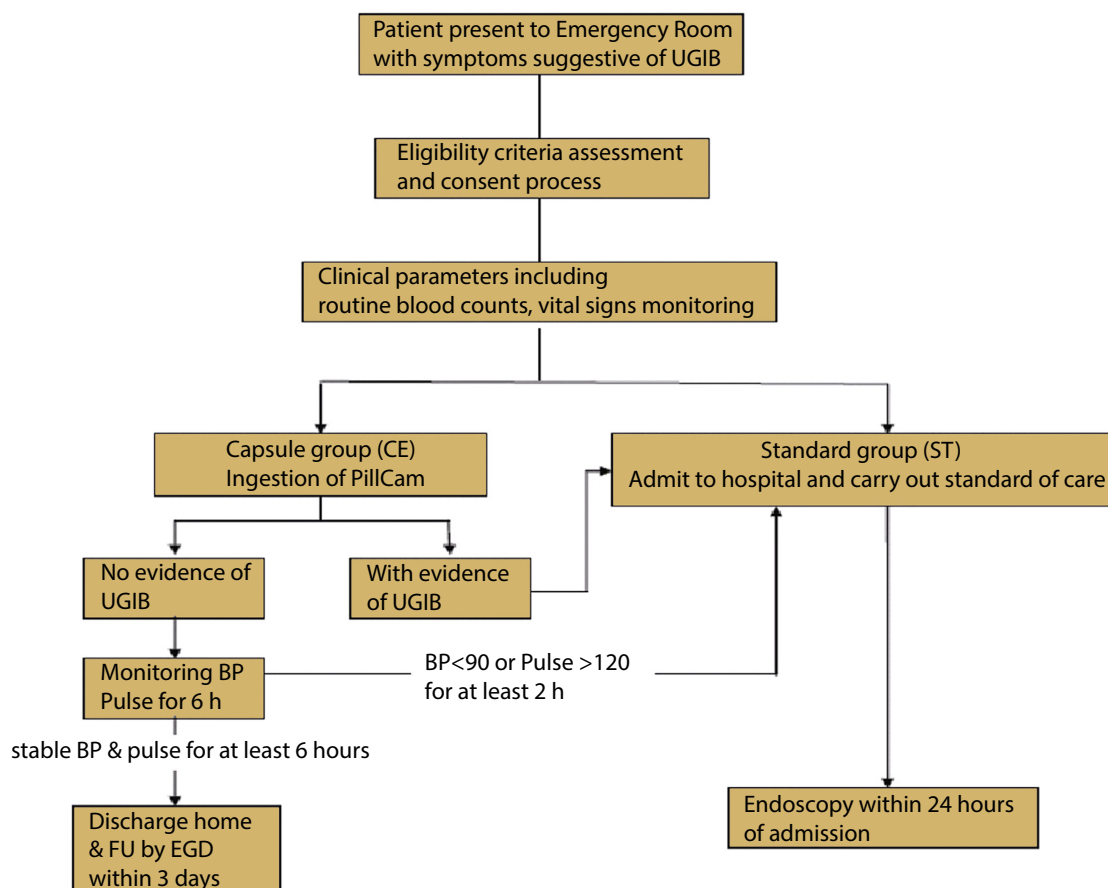 Patient present to Emergency Room
with symptoms suggestive of UGIB
Eligibility criteria assessment
and consent process
Clinical parameters including
routine blood counts, vital signs monitoring
Capsule group (CE)
Ingestion of PillCam
Standard group (ST)
Admit to hospital and carry out standard of care
No evidence of
UGIB
With evidence
of UGIB
Monitoring BP
Pulse for 6 h
BP<90 or Pulse >120
for at least 2 h
stable BP & pulse for at least 6 hours
Discharge home
& FU by EGD
within 3 days
Endoscopy within 24 hours
of admission